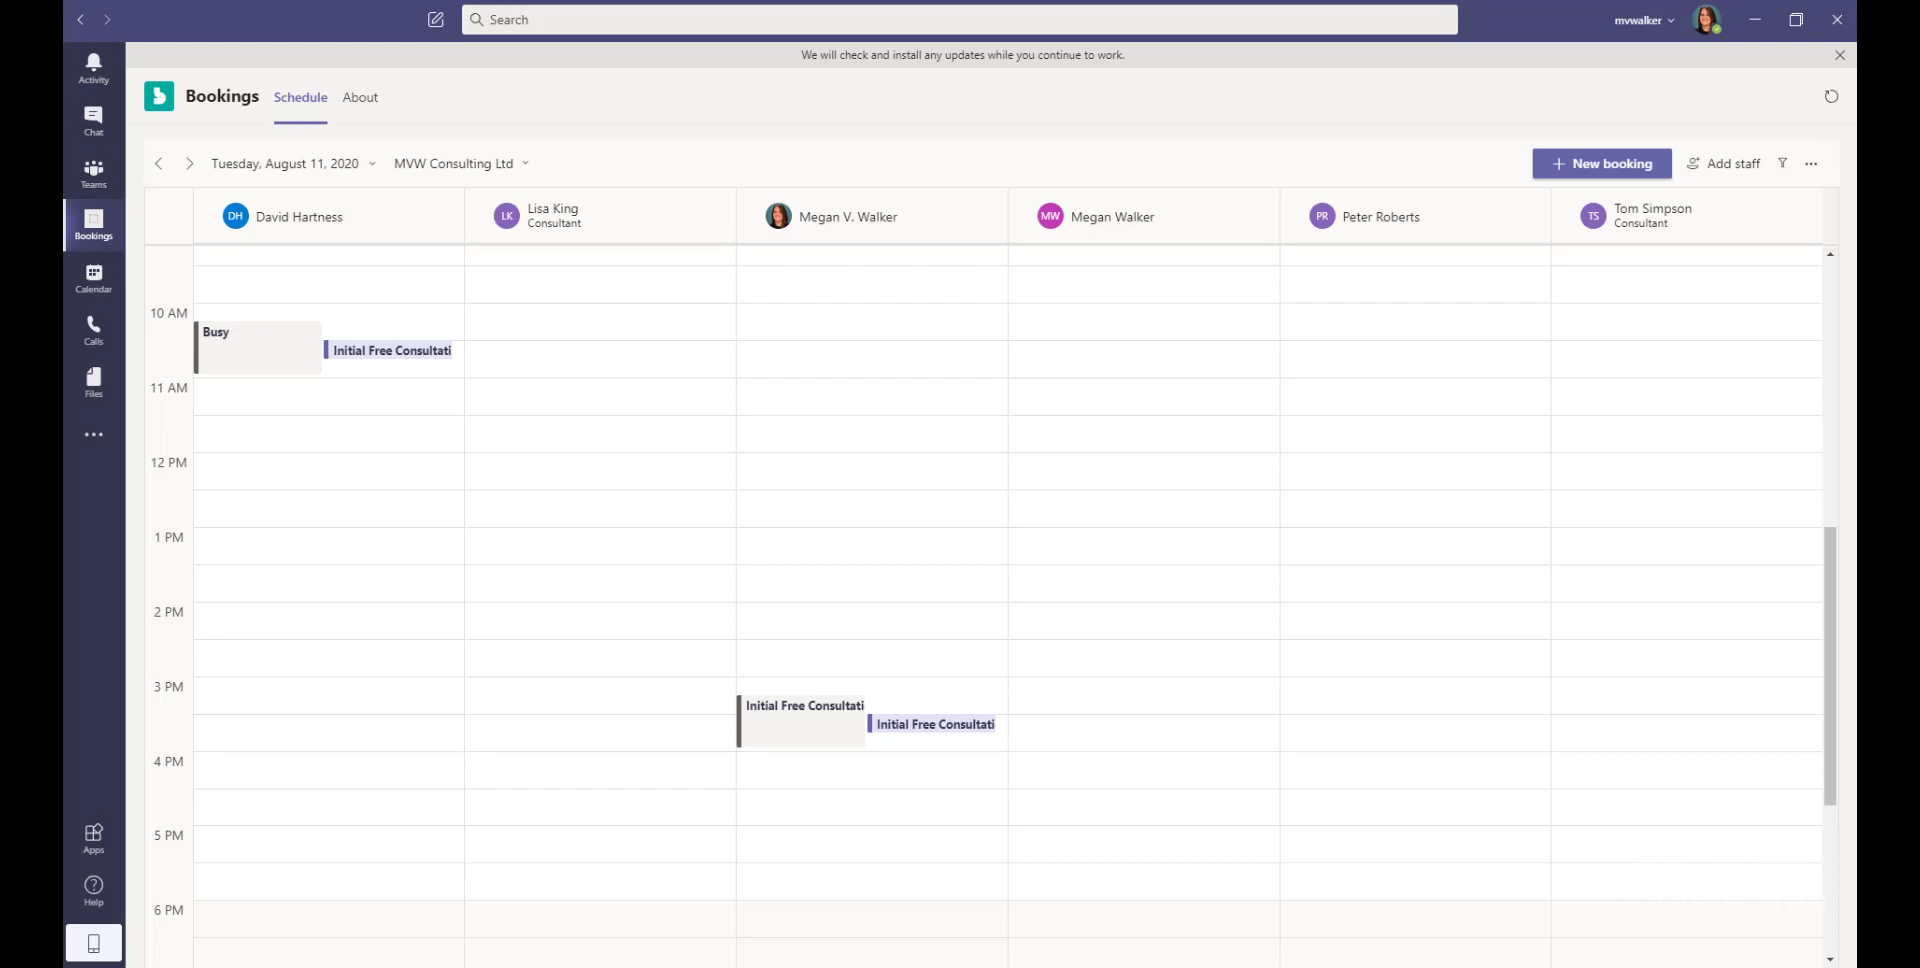 Search
mvwalker
We will check and install any updates while you continue to work.
Activity
Chat
Teams
Bookings
Calendar
Calls
Files
Apps
Help
Bookings Schedule About
Tuesday, August 11, 2020 MVW Consulting Ltd
New booking Add staff
DH David Hartness
LK Lisa King
Consultant
Megan V. Walker
MW Megan Walker
PR Peter Roberts
TS Tom Simpson
Consultant
10 AM
Busy
Initial Free Consultati
11 AM
12 PM
1 PM
2 PM
3 PM
Initial Free Consultati
Initial Free Consultati
4 PM
5 PM
6 PM